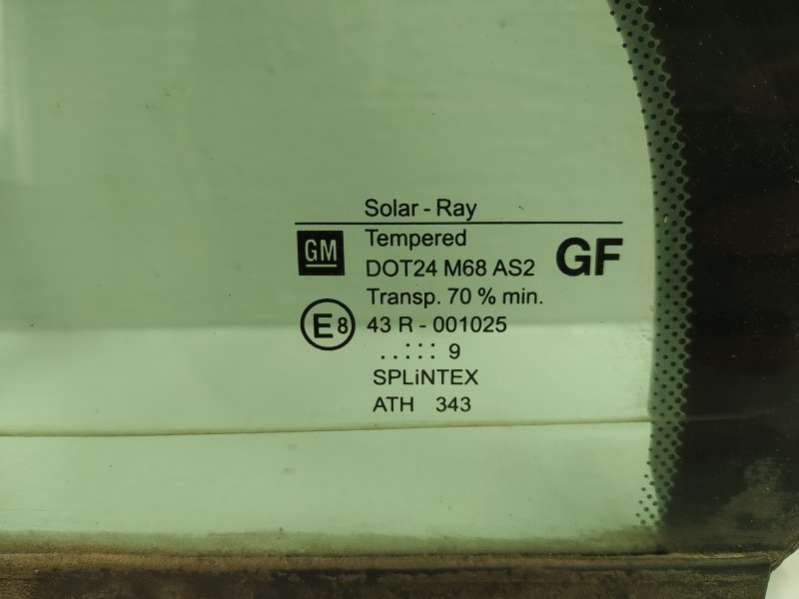 Solar - Ray
GM Tempered GF
DOT24 M68 AS2
Transp. 70 % min.
E8 43 R - 001025
..::: 9
SPLiNTEX
ATH 343